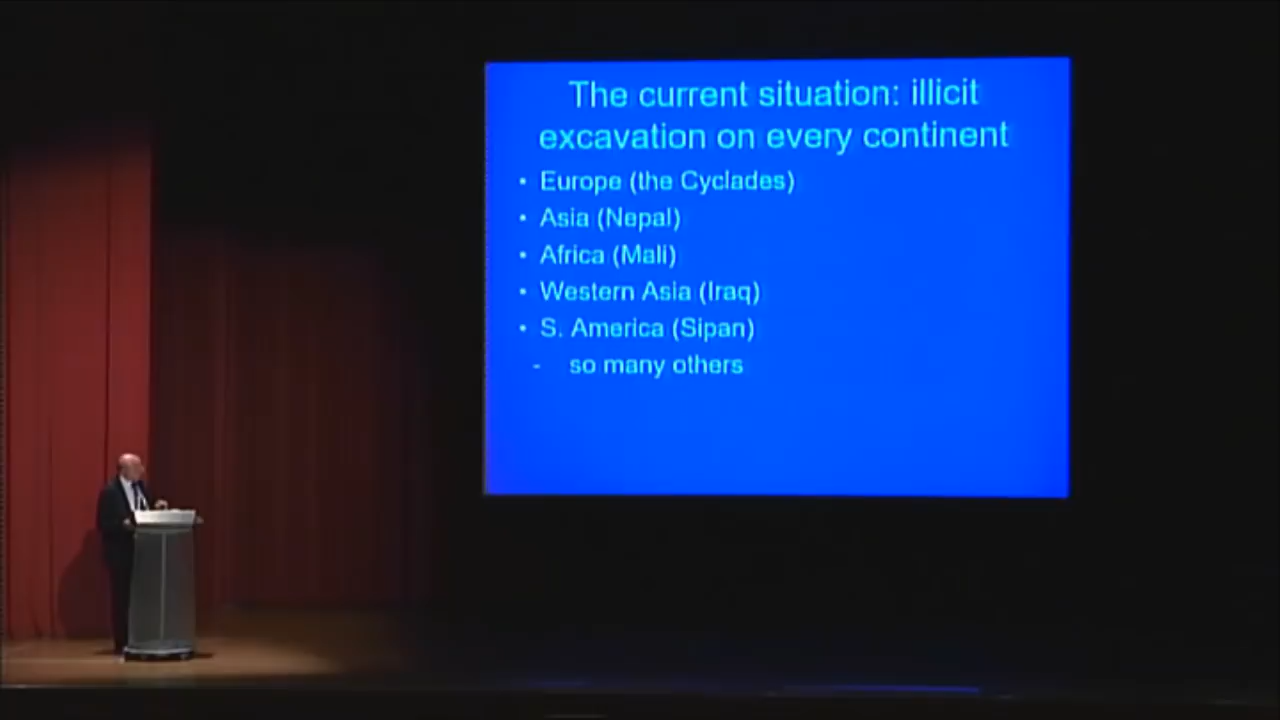 The current situation: illicit
excavation on every continent
• Europe (the Cyclades)
• Asia (Nepal)
• Africa (Mali)
• Western Asia (Iraq)
• S. America (Sipan)
- so many others